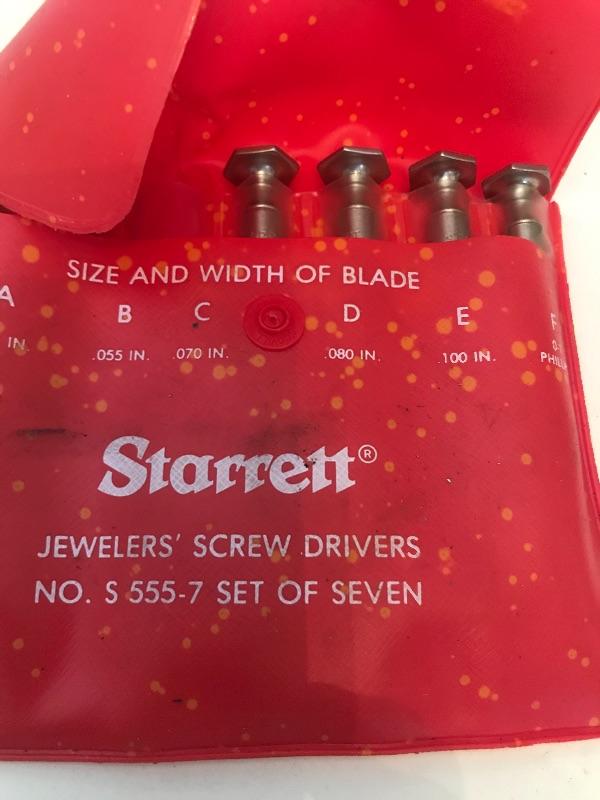 SIZE AND WIDTH OF BLADE
A B C D E F
IN. .055 IN. .070 IN. .080 IN. .100 IN.
Starrett®
JEWELERS' SCREW DRIVERS
NO. S 555-7 SET OF SEVEN